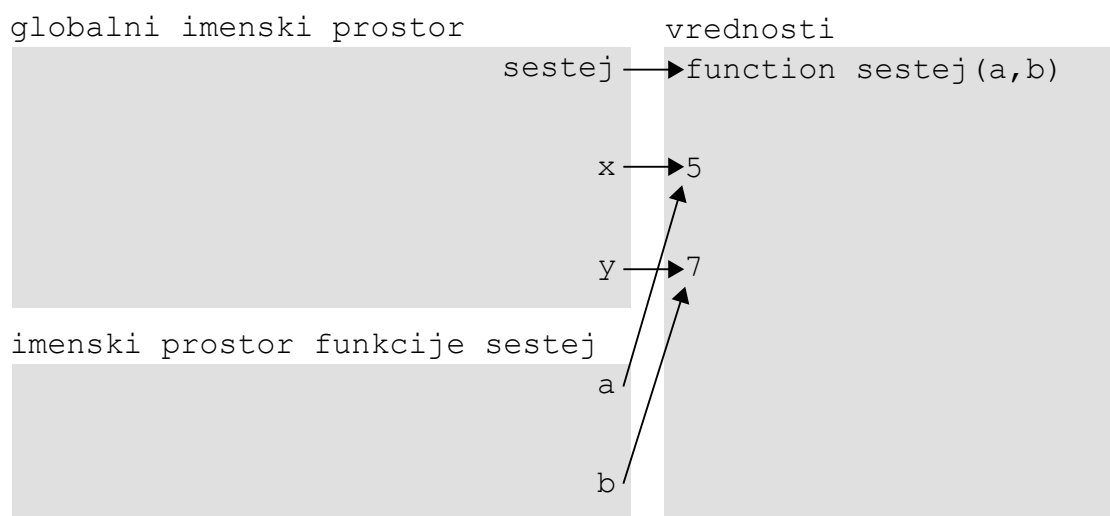 globalni imenski prostor
vrednosti
sestej
function sestej(a,b)
x
5
y
7
imenski prostor funkcije sestej
a
b